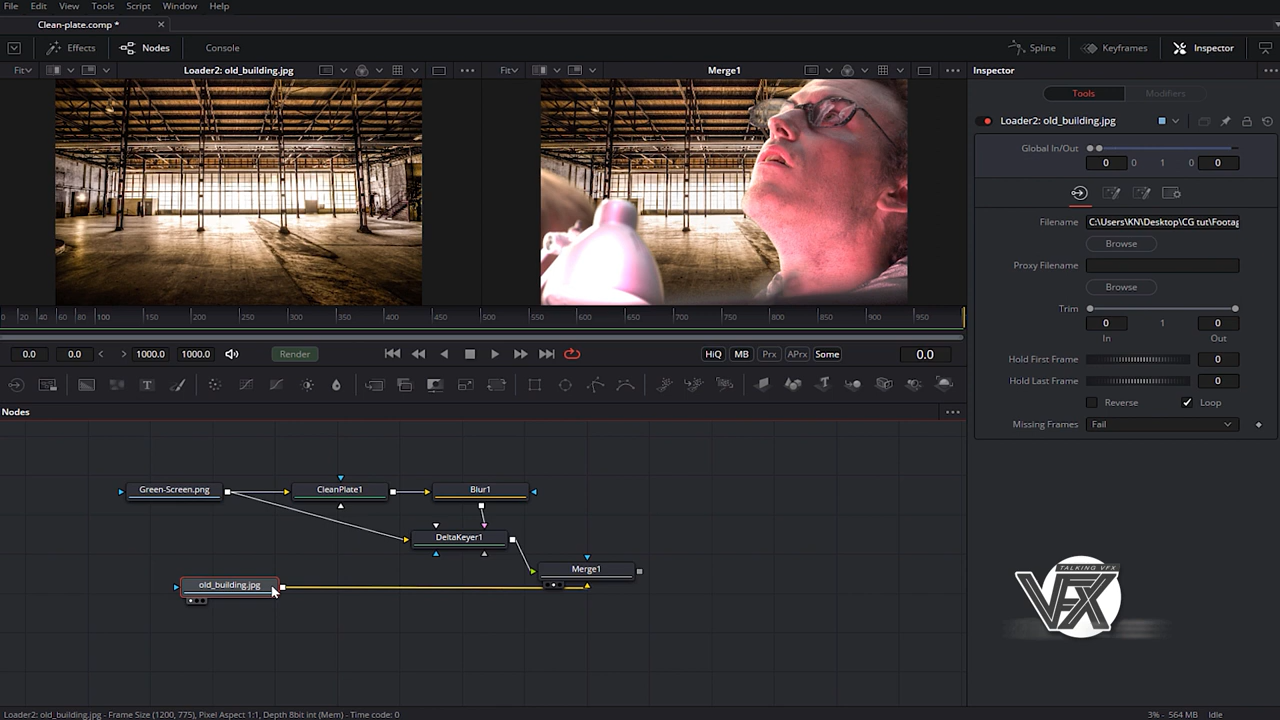 File Edit View Tools Script Window Help
Clean-plate.comp *
Effects Nodes Console Spline Keyframes Inspector
Fit Loader2: old_building.jpg Fit Merge1 Inspector
Tools Modifiers
Loader2: old_building.jpg
Global In/Out
0 0 1 0 0
Filename C:\Users\KN\Desktop\CG tut\Footag
Browse
Proxy Filename
Browse
Trim
0 1 0
In Out
Hold First Frame 0
Hold Last Frame 0
Reverse Loop
Missing Frames Fail
0 20 40 60 80 100 150 200 250 300 350 400 450 500 550 600 650 700 750 800 850 900 950
0.0 0.0 1000.0 1000.0 Render HiQ MB Prx APrx Some 0.0
Nodes
Green-Screen.png CleanPlate1 Blur1
DeltaKeyer1
Merge1
old_building.jpg
TALKING VFX
VFX
Loader2: old_building.jpg - Frame Size (1200, 775), Pixel Aspect 1:1, Depth 8bit int (Mem) - Time code: 0 3% - 564 MB Idle